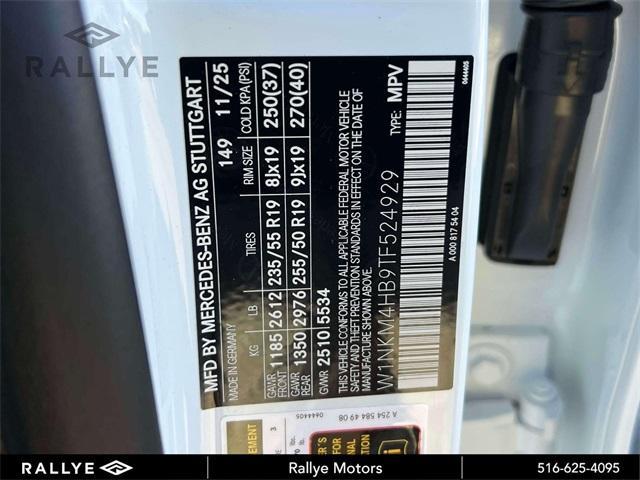 RALLYE
MFD BY MERCEDES-BENZ AG STUTTGART
MADE IN GERMANY 149 11/25
KG LB TIRES RIM SIZE COLD KPA(PSI)
GAWR FRONT 1185 2612 235/55 R19 8Jx19 250(37)
GAWR REAR 1350 2976 255/50 R19 9Jx19 270(40)
GVWR 2510 5534
THIS VEHICLE CONFORMS TO ALL APPLICABLE FEDERAL MOTOR VEHICLE
SAFETY AND THEFT PREVENTION STANDARDS IN EFFECT ON THE DATE OF
MANUFACTURE SHOWN ABOVE.
W1NKM4HB9TF524929 TYPE: MPV
A 000 817 54 04 0644405
A 254 584 49 08
0644405
RALLYE
Rallye Motors
516-625-4095